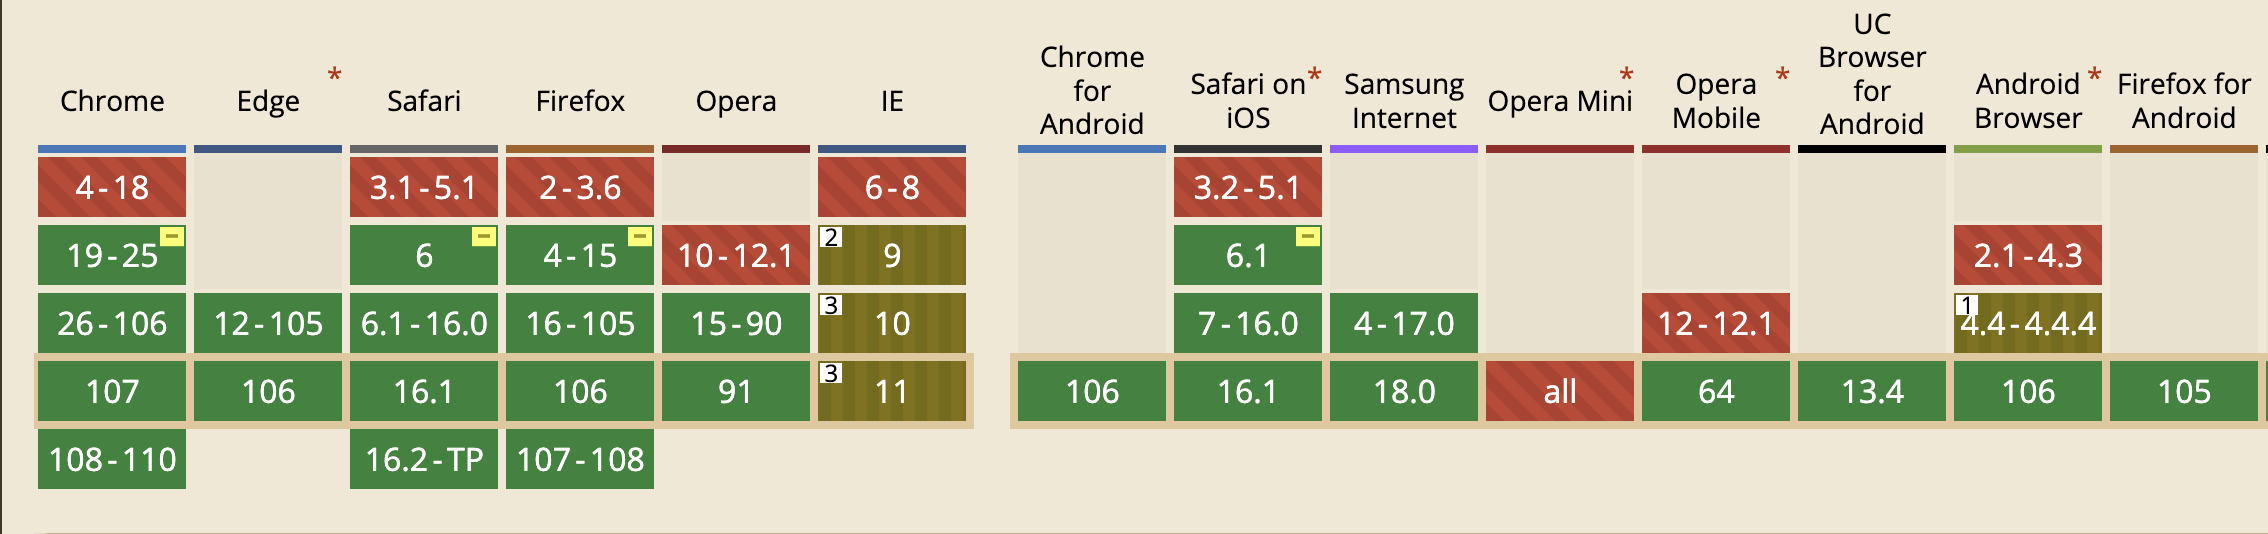 Chrome
Edge *
Safari
Firefox
Opera
IE
Chrome
for
Android
Safari on *
iOS
Samsung
Internet
Opera Mini *
Opera *
Mobile
UC
Browser
for
Android
Android *
Browser
Firefox for
Android
4-18 3.1-5.1 2-3.6 6-8 3.2-5.1
19-25 - 6 - 4-15 - 10-12.1 2 9 6.1 - 2.1-4.3
26-106 12-105 6.1-16.0 16-105 15-90 3 10 7-16.0 4-17.0 12-12.1 1 4.4-4.4.4
107 106 16.1 106 91 3 11 106 16.1 18.0 all 64 13.4 106 105
108-110 16.2-TP 107-108